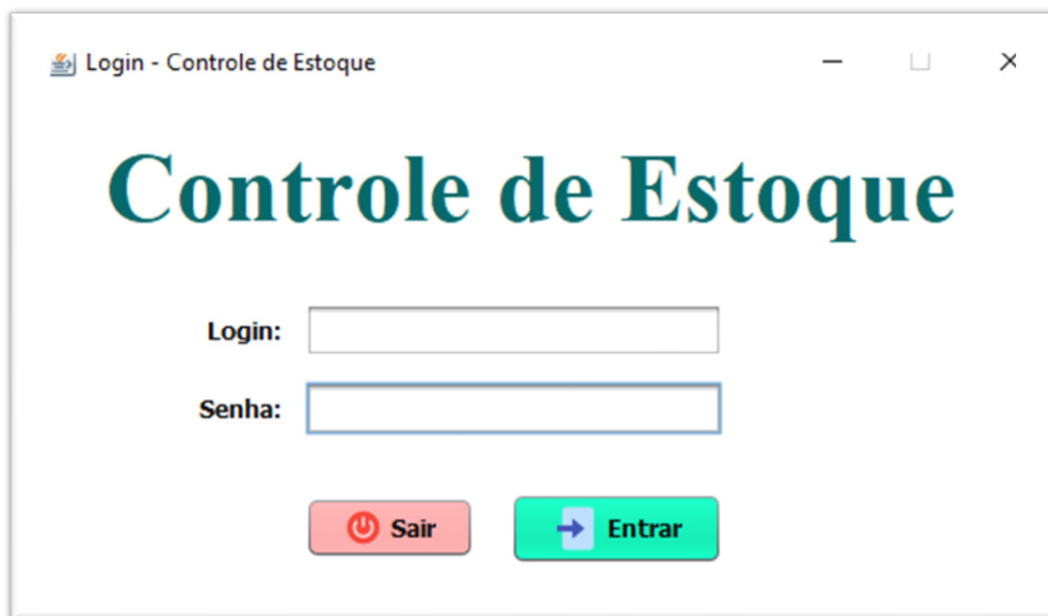 Login - Controle de Estoque
Controle de Estoque
Login:
Senha:
Sair Entrar